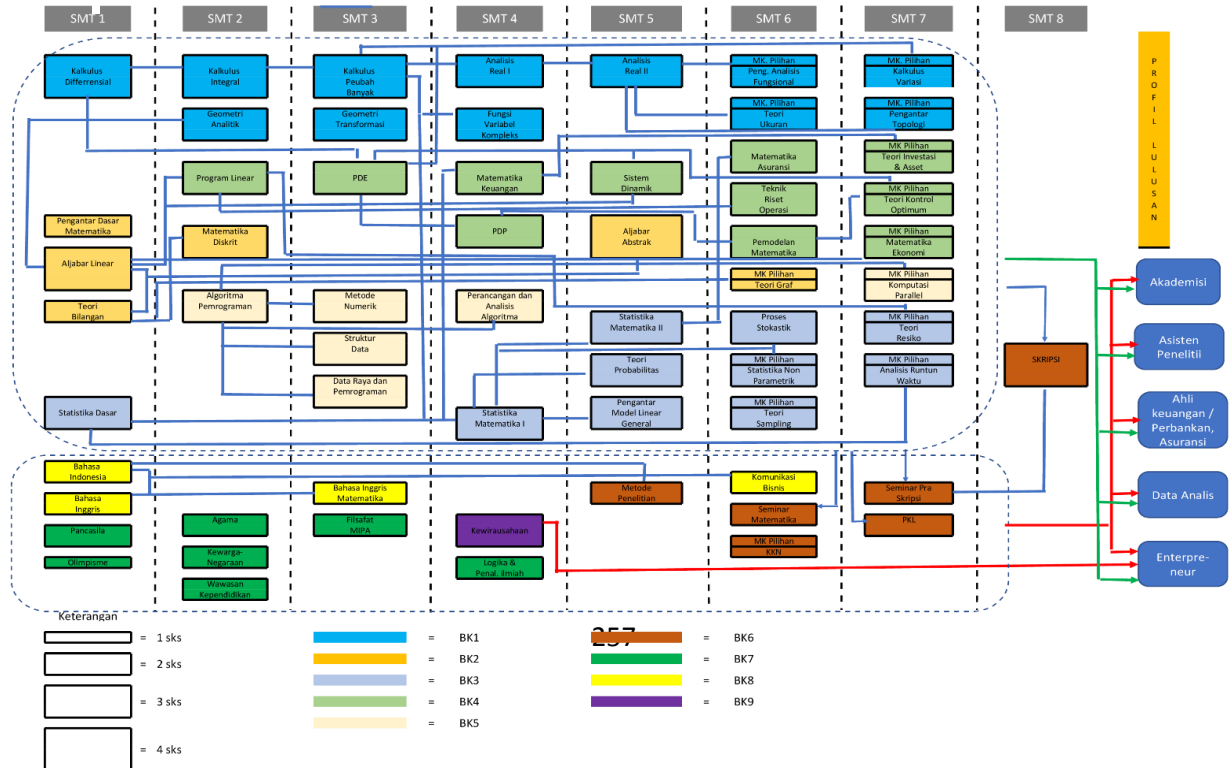 SMT 1
SMT 2
SMT 3
SMT 4
SMT 5
SMT 6
SMT 7
SMT 8
Kalkulus
Differensial
Kalkulus
Integral
Kalkulus
Peubah
Banyak
Analisis
Real I
Analisis
Real II
MK. Pilihan
Peng. Analisis
Fungsional
MK. Pilihan
Kalkulus
Variasi
Geometri
Analitik
Geometri
Transformasi
Fungsi
Variabel
Kompleks
MK. Pilihan
Teori
Ukuran
MK. Pilihan
Pengantar
Topologi
Program Linear
PDE
Matematika
Keuangan
Sistem
Dinamik
Matematika
Asuransi
MK Pilihan
Teori Investasi
& Asset
Teknik
Riset
Operasi
MK Pilihan
Teori Kontrol
Optimum
Pengantar Dasar
Matematika
Matematika
Diskrit
PDP
Aljabar
Abstrak
Pemodelan
Matematika
MK Pilihan
Matematika
Ekonomi
Aljabar Linear
MK Pilihan
Teori Graf
MK Pilihan
Komputasi
Parallel
Teori
Bilangan
Algoritma
Pemrograman
Metode
Numerik
Perancangan dan
Analisis
Algoritma
Statistika
Matematika II
Proses
Stokastik
MK Pilihan
Teori
Resiko
Struktur
Data
Teori
Probabilitas
MK Pilihan
Statistika Non
Parametrik
MK Pilihan
Analisis Runtun
Waktu
Data Raya dan
Pemrograman
Statistika Dasar
Statistika
Matematika I
Pengantar
Model Linear
General
MK Pilihan
Teori
Sampling
SKRIPSI
Bahasa
Indonesia
Bahasa
Inggris
Bahasa Inggris
Matematika
Metode
Penelitian
Komunikasi
Bisnis
Seminar Pra
Skripsi
Pancasila
Agama
Filsafat
MIPA
Kewirausahaan
Seminar
Matematika
PKL
Olimpisme
Kewarga-
Negaraan
Logika &
Penal. Ilmiah
MK Pilihan
KKN
Wawasan
Kependidikan
PROFIL LULUSAN
Akademisi
Asisten
Penelitii
Ahli
keuangan /
Perbankan,
Asuransi
Data Analis
Enterpre-
neur
Keterangan
= 1 sks
= 2 sks
= 3 sks
= 4 sks
= BK1
= BK2
= BK3
= BK4
= BK5
257
= BK6
= BK7
= BK8
= BK9